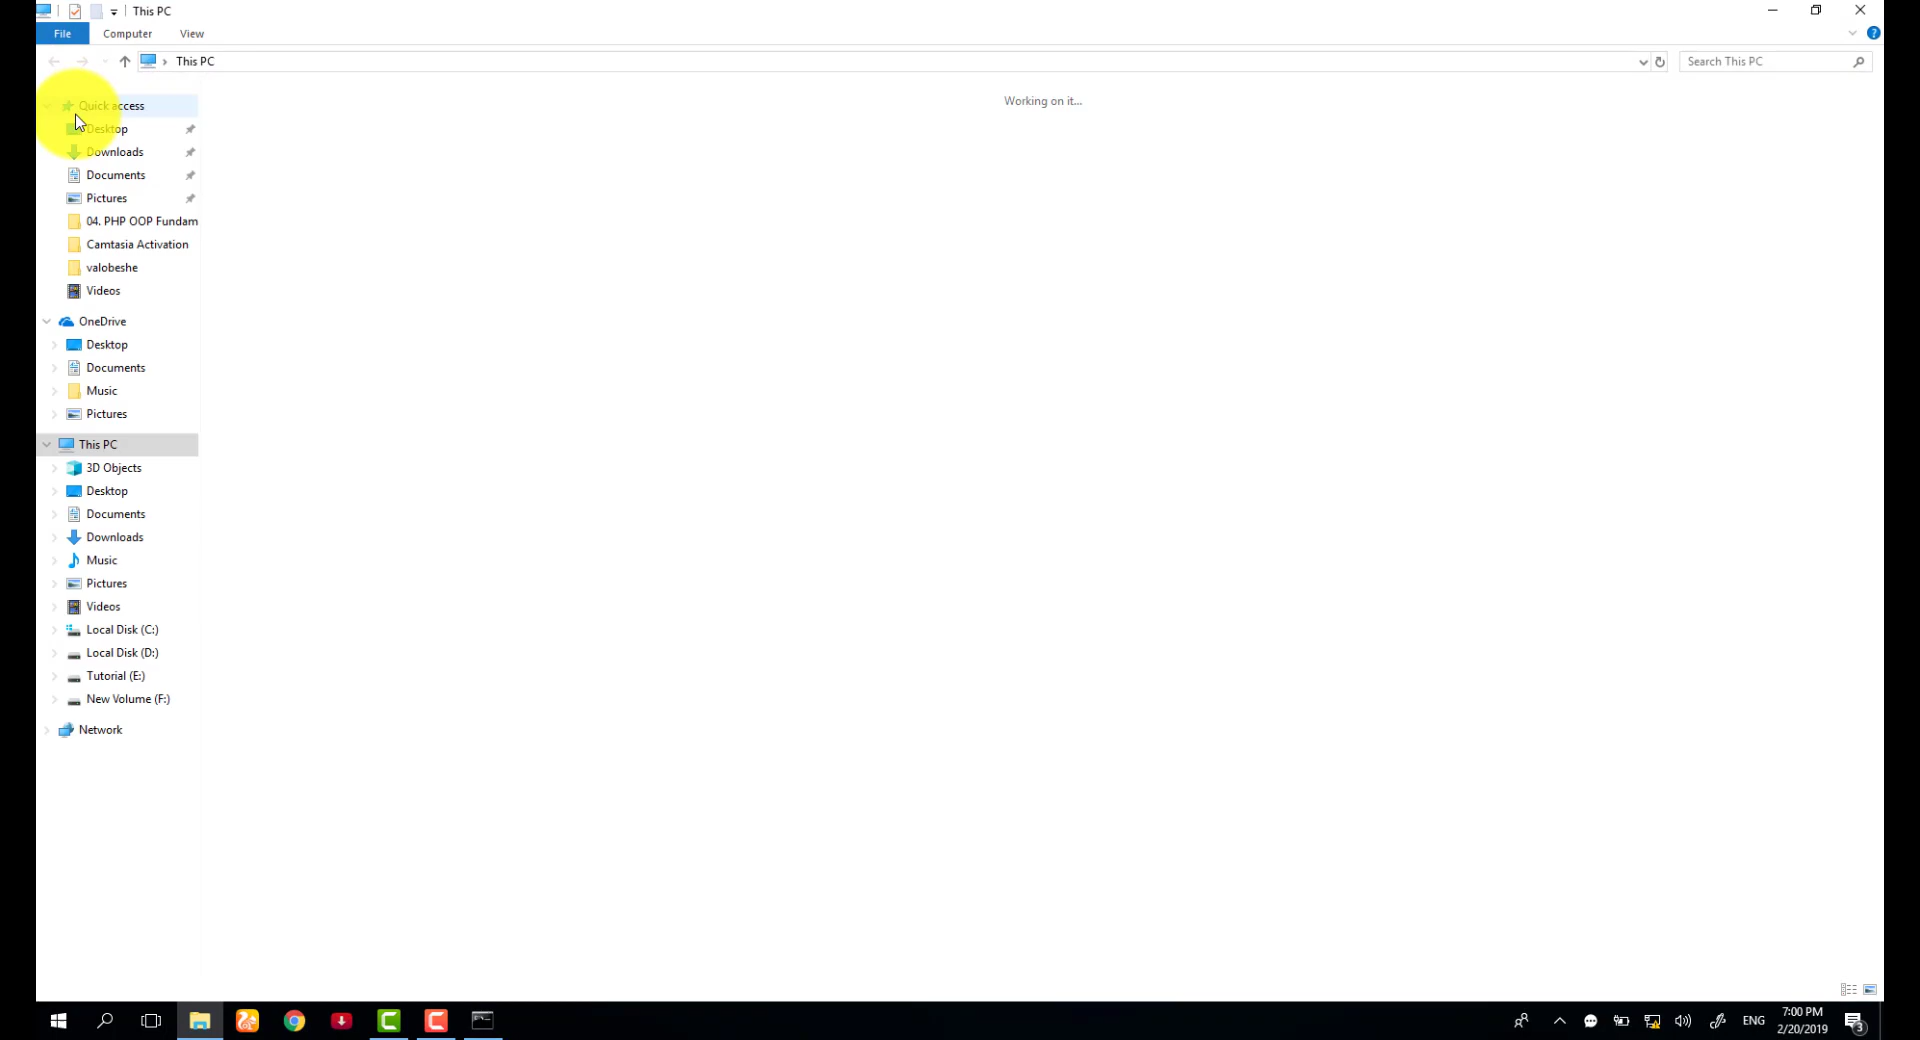 This PC
File
Computer
View
This PC
Search This PC
Working on it...
Quick access
Desktop
Downloads
Documents
Pictures
04. PHP OOP Fundam
Camtasia Activation
valobeshe
Videos
OneDrive
Desktop
Documents
Music
Pictures
This PC
3D Objects
Desktop
Documents
Downloads
Music
Pictures
Videos
Local Disk (C:)
Local Disk (D:)
Tutorial (E:)
New Volume (F:)
Network
ENG
7:00 PM
2/20/2019
3